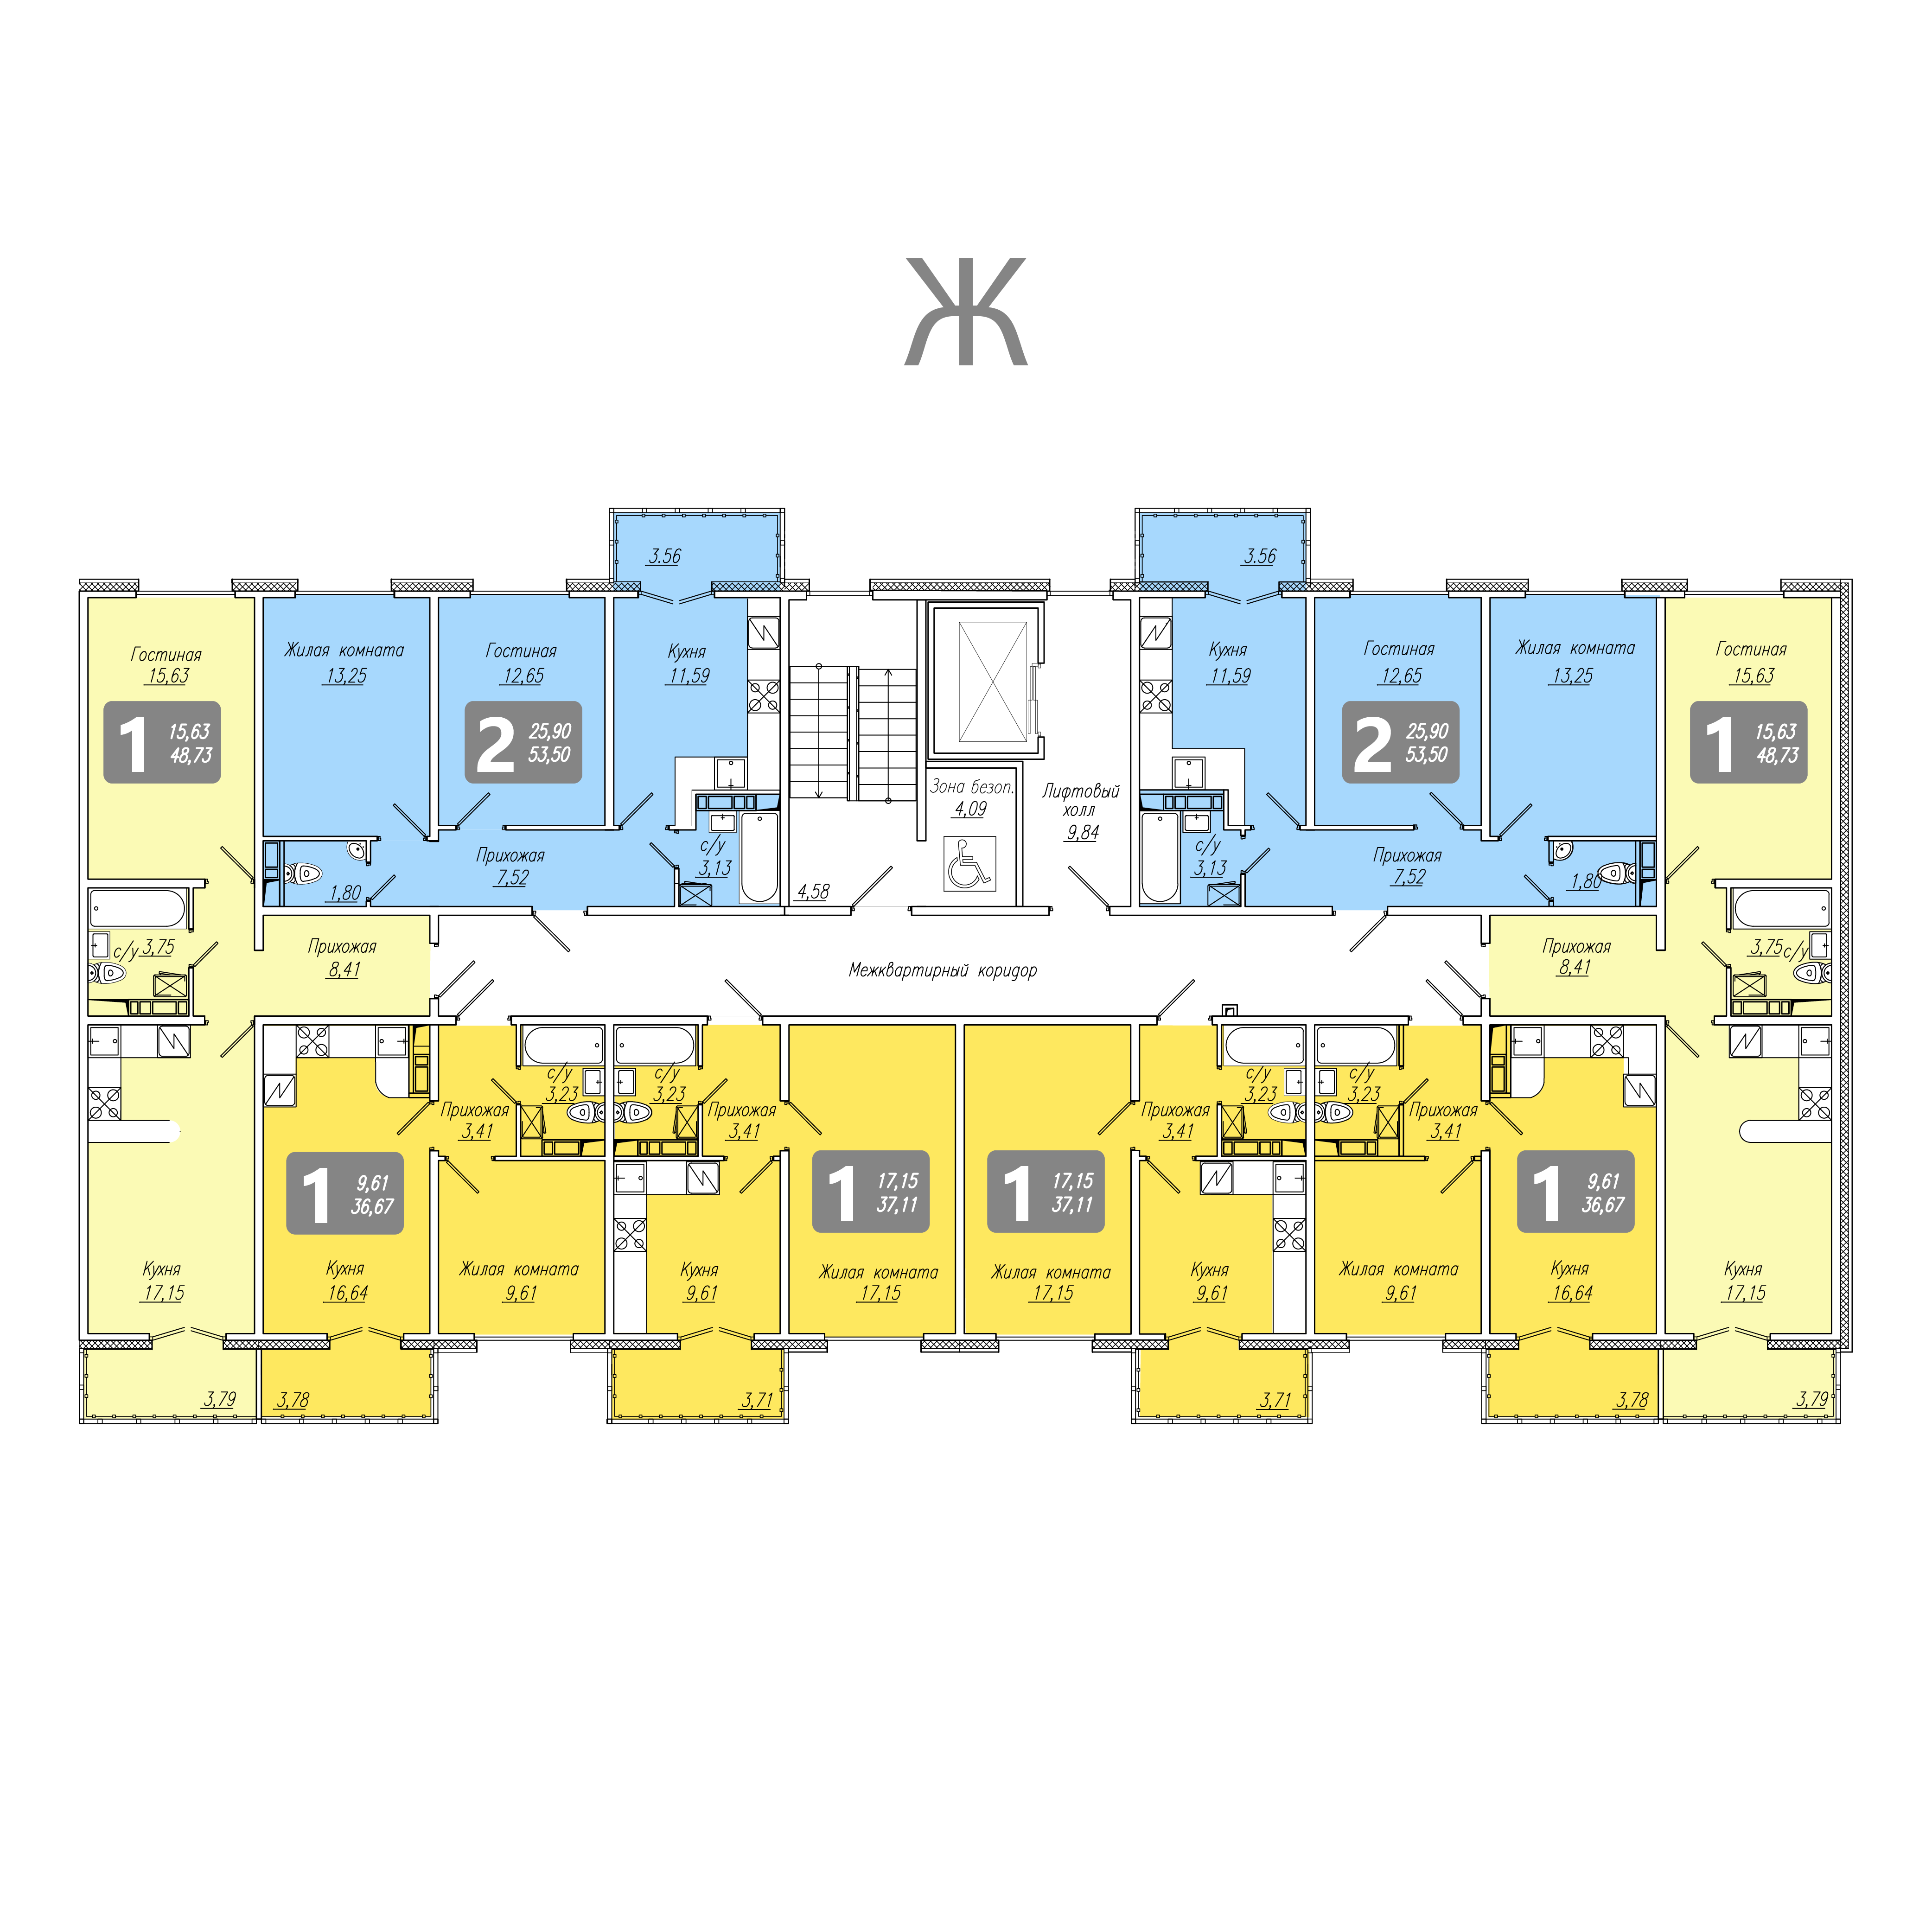 Ж
3.56
3.56
Гостиная
15,63
1
15,63
48,73
Жилая комната
13,25
Гостиная
12,65
2
25,90
53,50
Кухня
11,59
Кухня
11,59
Гостиная
12,65
2
25,90
53,50
Жилая комната
13,25
Гостиная
15,63
1
15,63
48,73
Зона безоп.
4.09
Лифтовый
холл
9,84
1,80
Прихожая
7,52
с/у
3,13
4.58
с/у
3,13
Прихожая
7,52
1,80
с/у 3,75
Прихожая
8,41
Межквартирный коридор
Прихожая
8,41
3,75 с/у
Прихожая
3,41
с/у
3,23
с/у
3,23
Прихожая
3,41
Прихожая
3,41
с/у
3,23
с/у
3,23
Прихожая
3,41
1
9,61
36,67
1
17,15
37,11
1
17,15
37,11
1
9,61
36,67
Кухня
17,15
Кухня
16,64
Жилая комната
9,61
Кухня
9,61
Жилая комната
17,15
Жилая комната
17,15
Кухня
9,61
Жилая комната
9,61
Кухня
16,64
Кухня
17,15
3,79
3,78
3,71
3,71
3,78
3,79